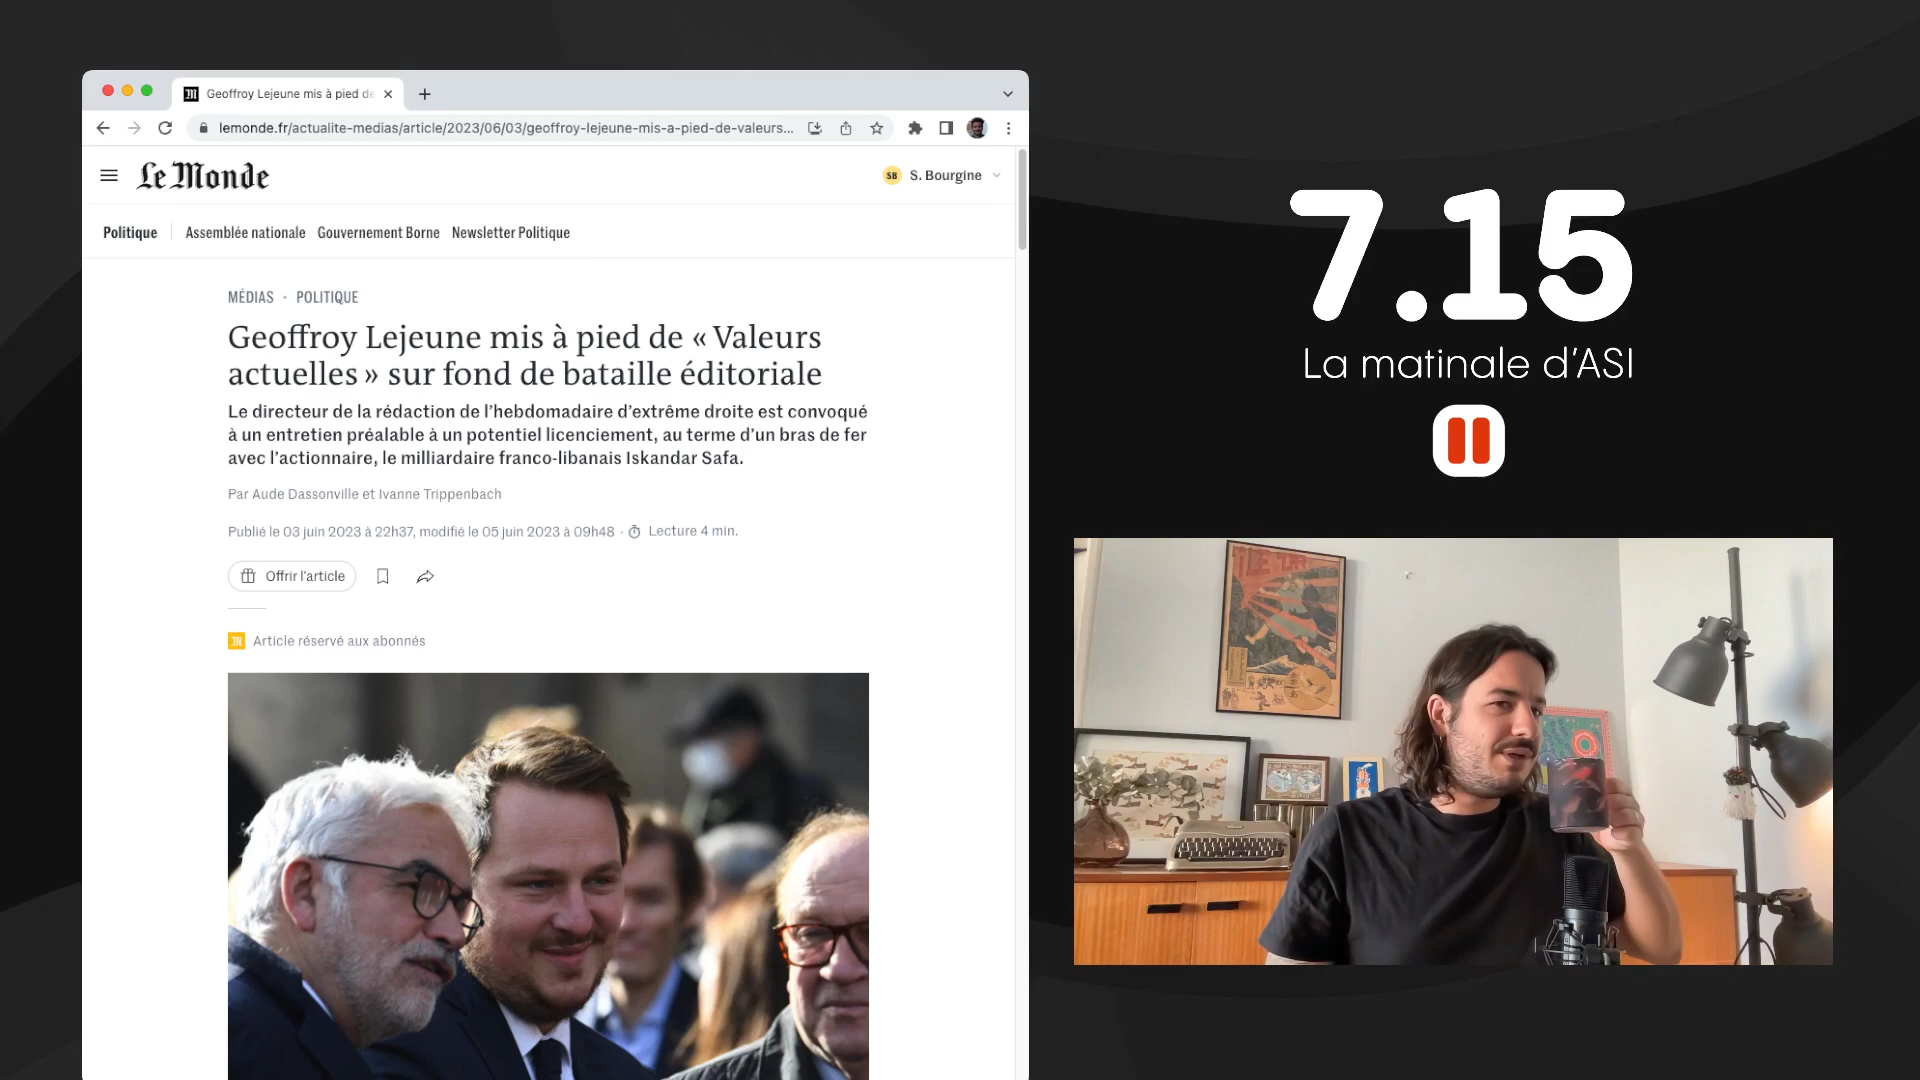 Geoffroy Lejeune mis à pied de
lemonde.fr/actualite-medias/article/2023/06/03/geoffroy-lejeune-mis-a-pied-de-valeurs...
Le Monde
SB S. Bourgine
Politique Assemblée nationale Gouvernement Borne Newsletter Politique
MÉDIAS • POLITIQUE
Geoffroy Lejeune mis à pied de « Valeurs
actuelles » sur fond de bataille éditoriale
Le directeur de la rédaction de l’hebdomadaire d’extrême droite est convoqué
à un entretien préalable à un potentiel licenciement, au terme d’un bras de fer
avec l’actionnaire, le milliardaire franco-libanais Iskandar Safa.
Par Aude Dassonville et Ivanne Trippenbach
Publié le 03 juin 2023 à 22h37, modifié le 05 juin 2023 à 09h48 · Lecture 4 min.
Offrir l’article
Article réservé aux abonnés
7.15
La matinale d’ASI